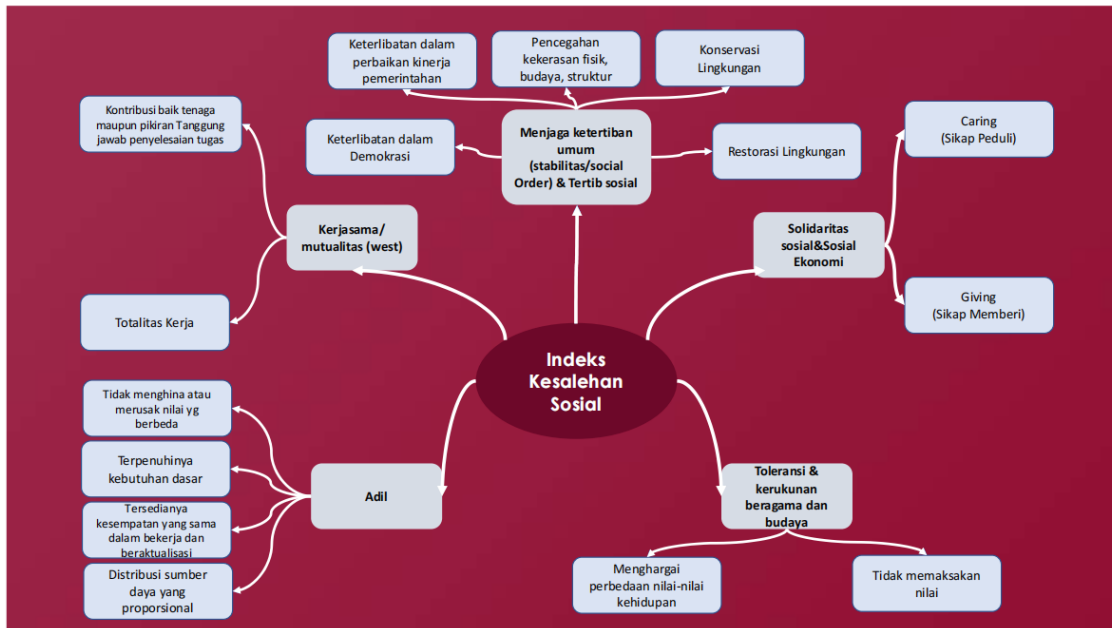 Keterlibatan dalam
perbaikan kinerja
pemerintahan
Pencegahan
kekerasan fisik,
budaya, struktur
Konservasi
Lingkungan
Kontribusi baik tenaga
maupun pikiran Tanggung
jawab penyelesaian tugas
Keterlibatan dalam
Demokrasi
Menjaga ketertiban
umum
(stabilitas/social
Order) & Tertib sosial
Restorasi Lingkungan
Caring
(Sikap Peduli)
Kerjasama/
mutualitas (west)
Solidaritas
sosial&Sosial
Ekonomi
Totalitas Kerja
Giving
(Sikap Memberi)
Indeks
Kesalehan
Sosial
Tidak menghina atau
merusak nilai yg
berbeda
Terpenuhinya
kebutuhan dasar
Adil
Tersedianya
kesempatan yang sama
dalam bekerja dan
beraktualisasi
Distribusi sumber
daya yang
proporsional
Toleransi &
kerukunan
beragama dan
budaya
Menghargai
perbedaan nilai-nilai
kehidupan
Tidak memaksakan
nilai